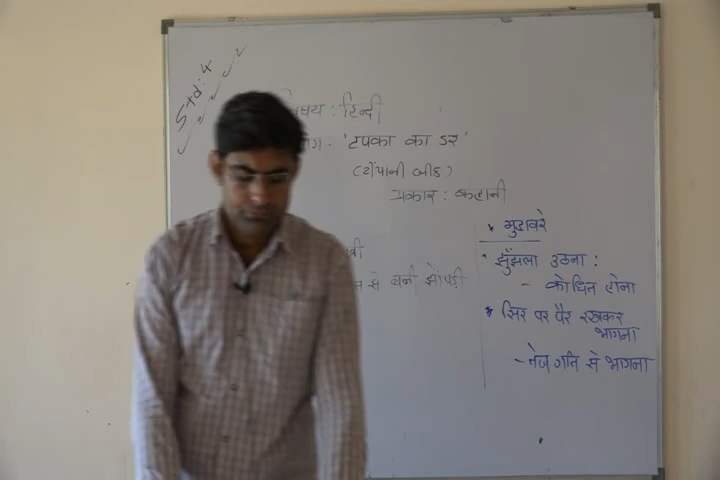 Std: 4
विषय : हिन्दी
'टपका का डर'
(टोपानी बीक)
प्रकार : कहानी
से बनी झोपड़ी
* मुहावरे
* झुँझला उठना :
- क्रोधित होना
* सिर पर पैर रखकर
भागना
- तेज गति से भागना